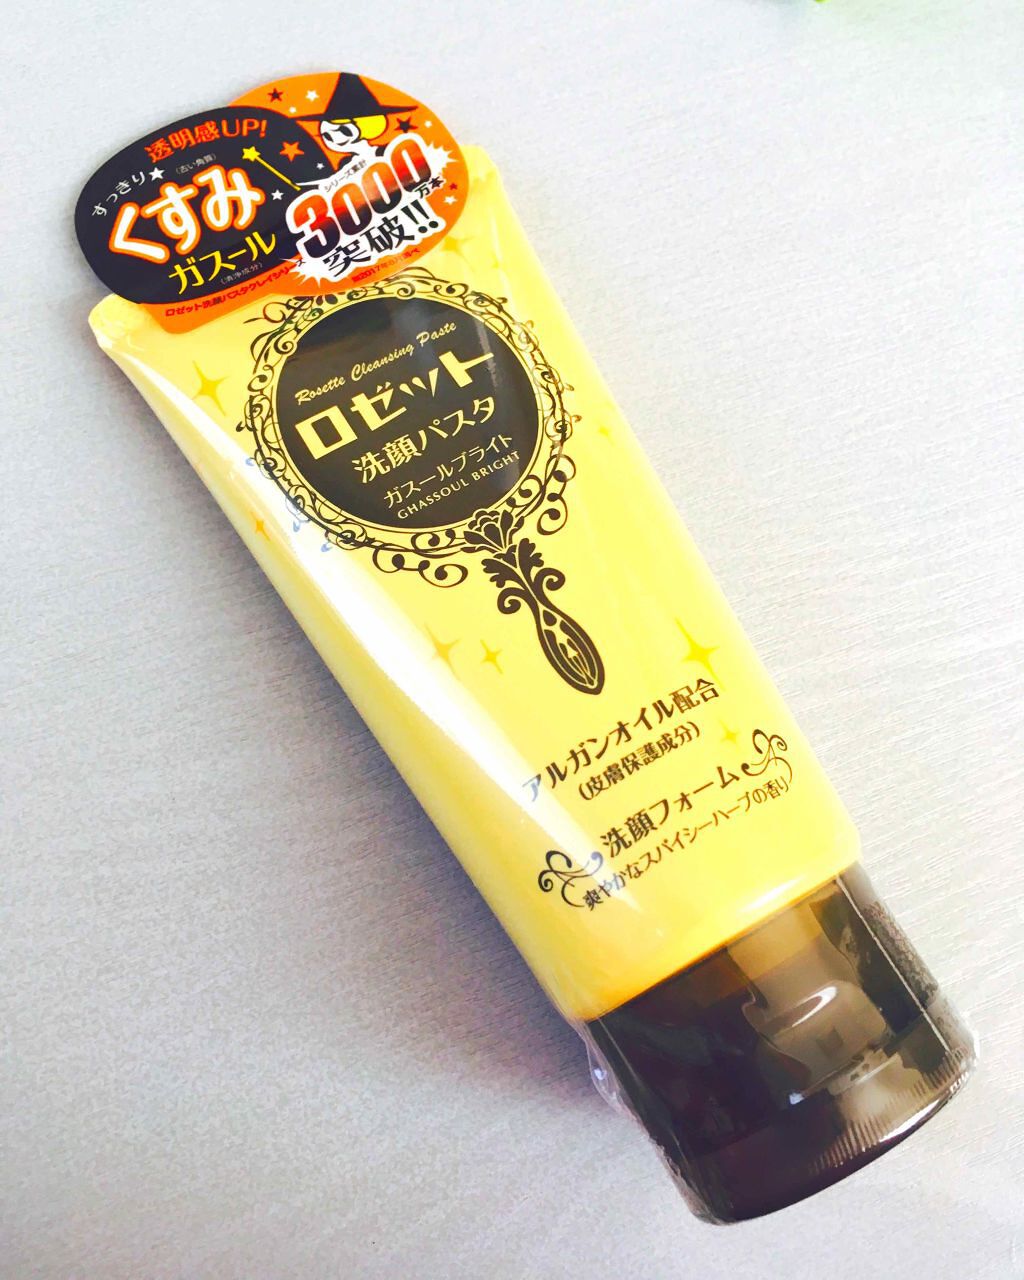 透明感UP!
すっきり★
(古い角質)
くすみ
ガスール
(清浄成分)
シリーズ累計
3000万本
突破!!
ロゼット洗顔パスタクレイシリーズ
Rosette Cleansing Paste
ロゼット
洗顔パスタ
ガスールブライト
GHASSOUL BRIGHT
アルガンオイル配合
(皮膚保護成分)
洗顔フォーム
爽やかなスパイシーハーブの香り